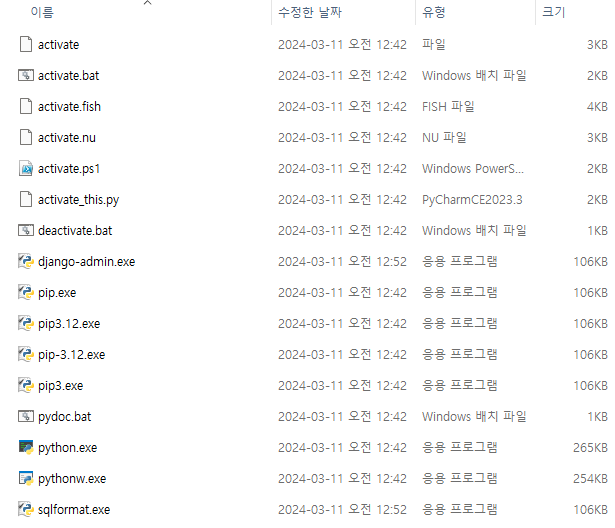 이름 수정한 날짜 유형 크기
activate 2024-03-11 오전 12:42 파일 3KB
activate.bat 2024-03-11 오전 12:42 Windows 배치 파일 2KB
activate.fish 2024-03-11 오전 12:42 FISH 파일 4KB
activate.nu 2024-03-11 오전 12:42 NU 파일 3KB
activate.ps1 2024-03-11 오전 12:42 Windows PowerS... 2KB
activate_this.py 2024-03-11 오전 12:42 PyCharmCE2023.3 2KB
deactivate.bat 2024-03-11 오전 12:42 Windows 배치 파일 1KB
django-admin.exe 2024-03-11 오전 12:52 응용 프로그램 106KB
pip.exe 2024-03-11 오전 12:42 응용 프로그램 106KB
pip3.12.exe 2024-03-11 오전 12:42 응용 프로그램 106KB
pip-3.12.exe 2024-03-11 오전 12:42 응용 프로그램 106KB
pip3.exe 2024-03-11 오전 12:42 응용 프로그램 106KB
pydoc.bat 2024-03-11 오전 12:42 Windows 배치 파일 1KB
python.exe 2024-03-11 오전 12:42 응용 프로그램 265KB
pythonw.exe 2024-03-11 오전 12:42 응용 프로그램 254KB
sqlformat.exe 2024-03-11 오전 12:52 응용 프로그램 106KB